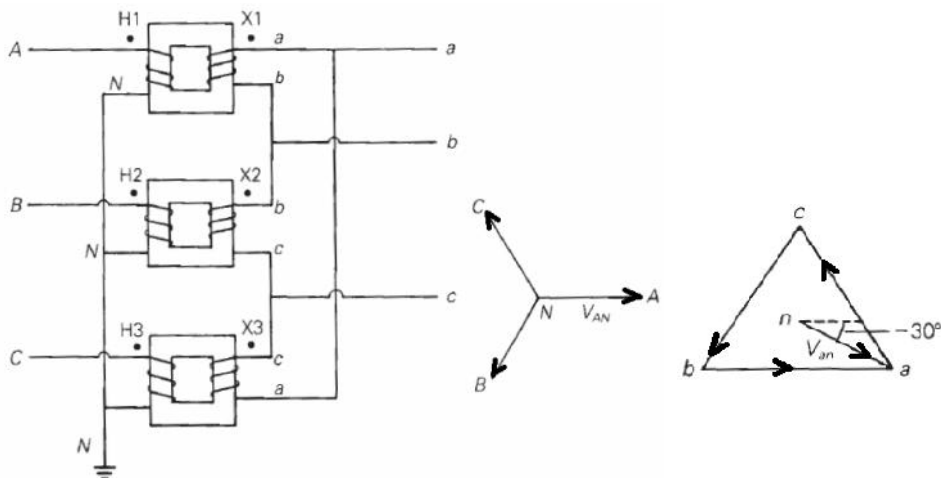 H1 X1
A a a
N b
b
H2 X2
B b
N c
c
H3 X3
C c
a
N
C
N V_AN A
B
c
n -30°
V_an
b a